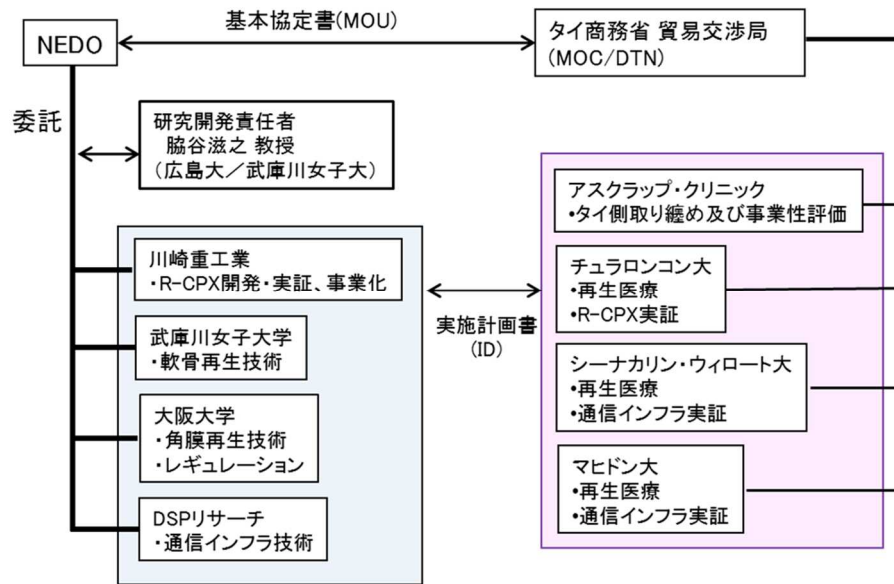 基本協定書(MOU)
NEDO
タイ商務省 貿易交渉局
(MOC/DTN)
委託
研究開発責任者
脇谷滋之 教授
(広島大／武庫川女子大)
川崎重工業
・R-CPX開発・実証、事業化
武庫川女子大学
・軟骨再生技術
大阪大学
・角膜再生技術
・レギュレーション
DSPリサーチ
・通信インフラ技術
実施計画書
(ID)
アスクラップ・クリニック
•タイ側取り纏め及び事業性評価
チュラロンコン大
•再生医療
•R-CPX実証
シーナカリン・ウィロート大
•再生医療
•通信インフラ実証
マヒドン大
•再生医療
•通信インフラ実証